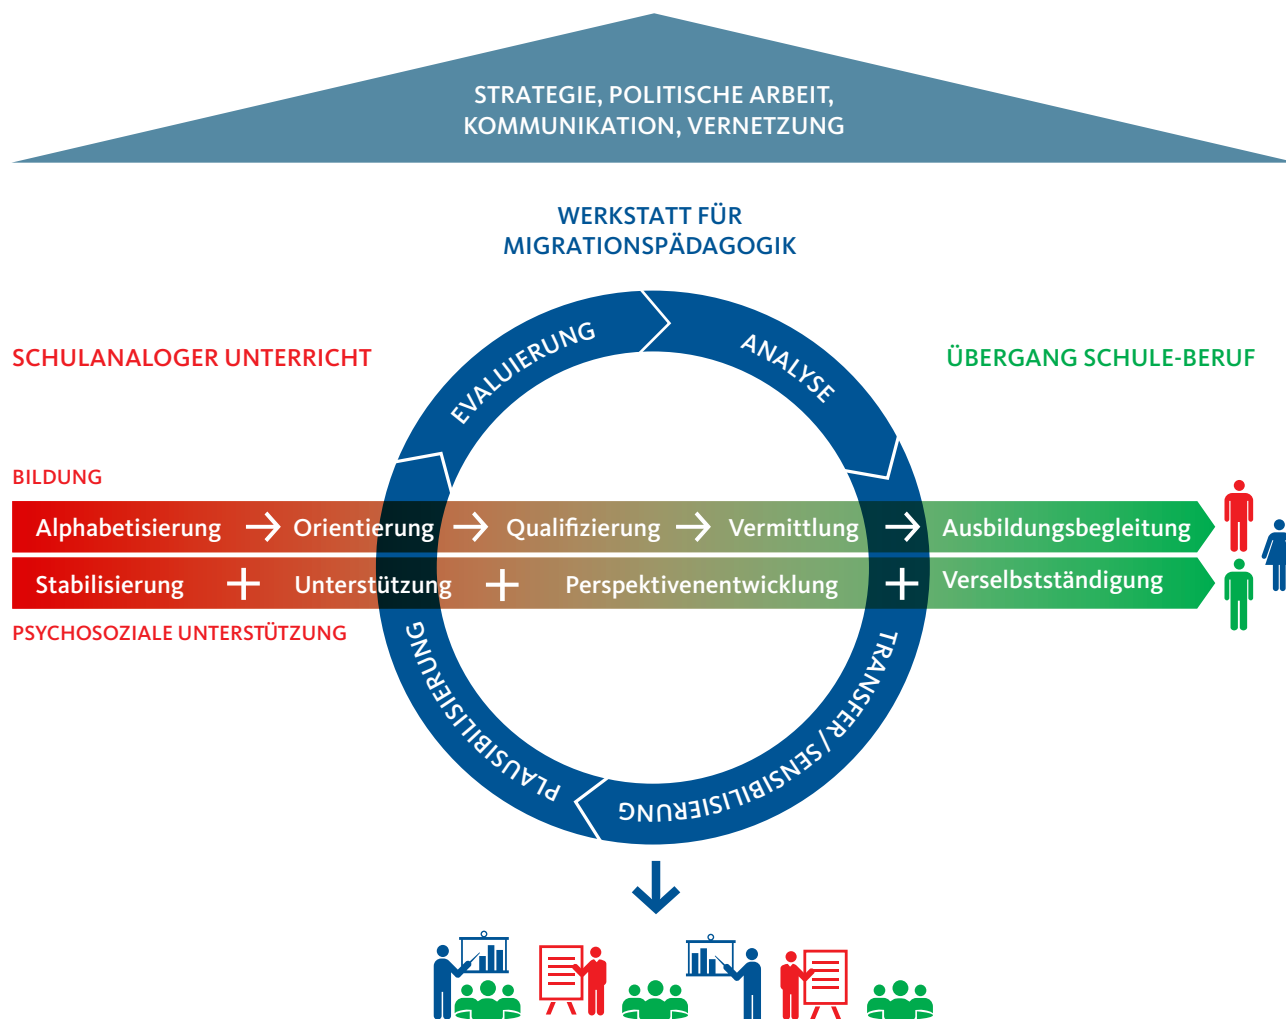 STRATEGIE, POLITISCHE ARBEIT,
KOMMUNIKATION, VERNETZUNG
WERKSTATT FÜR
MIGRATIONSPÄDAGOGIK
SCHULANALOGER UNTERRICHT
ÜBERGANG SCHULE-BERUF
EVALUIERUNG
ANALYSE
BILDUNG
Alphabetisierung → Orientierung → Qualifizierung → Vermittlung → Ausbildungsbegleitung
Stabilisierung + Unterstützung + Perspektivenentwicklung + Verselbstständigung
PSYCHOSOZIALE UNTERSTÜTZUNG
PLAUSIBILISIERUNG
TRANSFER / SENSIBILISIERUNG